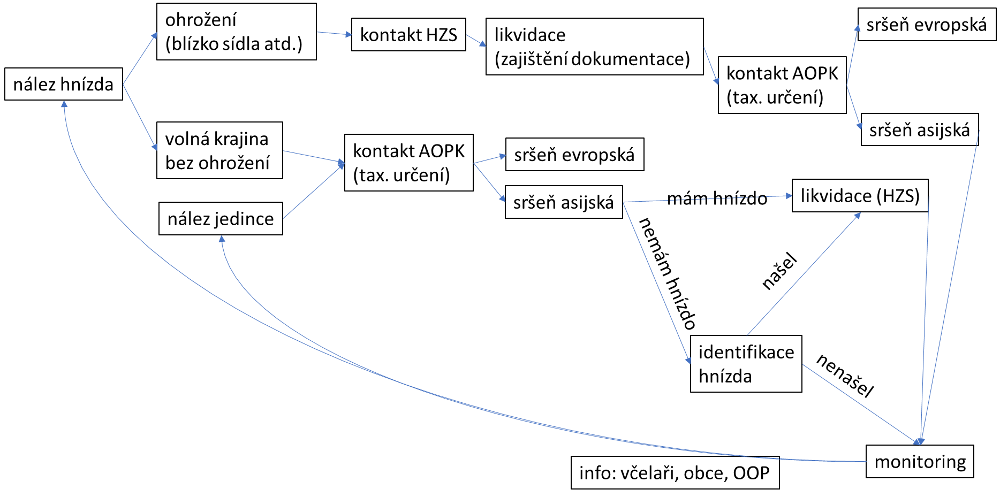 nález hnízda
ohrožení
(blízko sídla atd.)
kontakt HZS
likvidace
(zajištění dokumentace)
kontakt AOPK
(tax. určení)
sršeň evropská
sršeň asijská
volná krajina
bez ohrožení
nález jedince
kontakt AOPK
(tax. určení)
sršeň evropská
sršeň asijská
mám hnízdo
likvidace (HZS)
nemám hnízdo
našel
identifikace
hnízda
nenašel
monitoring
info: včelaři, obce, OOP